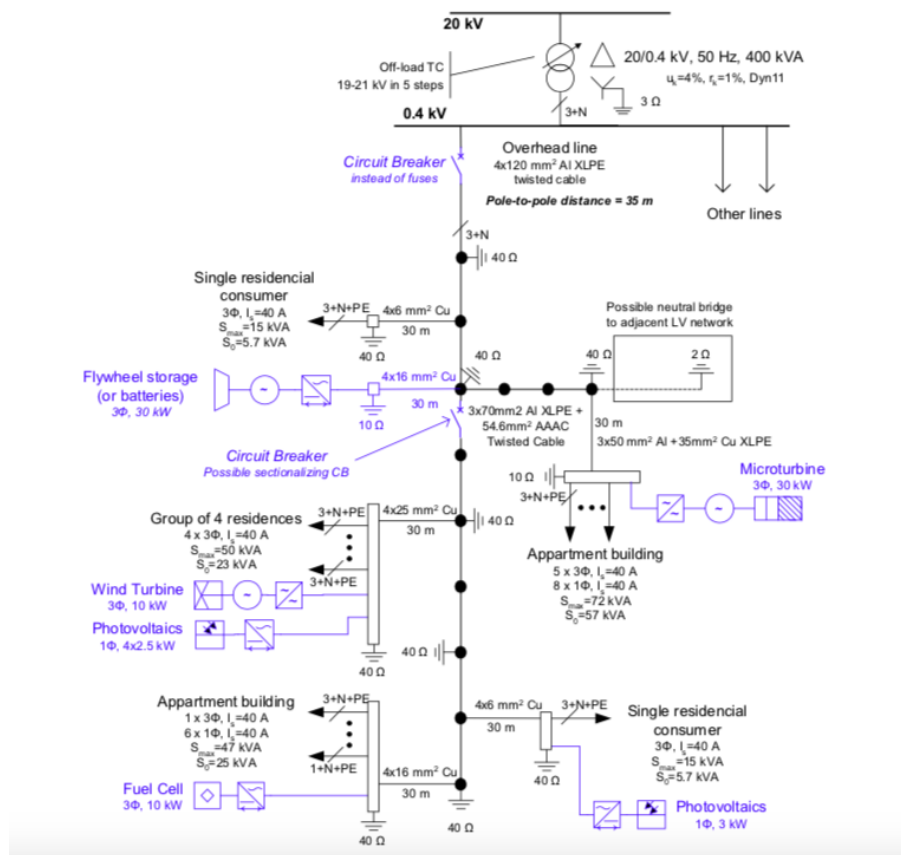 20 kV
Off-load TC
19-21 kV in 5 steps
20/0.4 kV, 50 Hz, 400 kVA
uₖ=4%, rₖ=1%, Dyn11
3 Ω
3+N
0.4 kV
Circuit Breaker
instead of fuses
Overhead line
4x120 mm² Al XLPE
twisted cable
Pole-to-pole distance = 35 m
Other lines
3+N
40 Ω
Single residencial
consumer
3Φ, Iₛ=40 A
Sₘₐₓ=15 kVA
S₀=5.7 kVA
3+N+PE
4x6 mm² Cu
30 m
40 Ω
Possible neutral bridge
to adjacent LV network
40 Ω
40 Ω
2 Ω
Flywheel storage
(or batteries)
3Φ, 30 kW
4x16 mm² Cu
30 m
10 Ω
3x70mm2 Al XLPE +
54.6mm² AAAC
Twisted Cable
30 m
3x50 mm² Al +35mm² Cu XLPE
Circuit Breaker
Possible sectionalizing CB
10 Ω
3+N+PE
Microturbine
3Φ, 30 kW
Appartment building
5 x 3Φ, Iₛ=40 A
8 x 1Φ, Iₛ=40 A
Sₘₐₓ=72 kVA
S₀=57 kVA
Group of 4 residences
4 x 3Φ, Iₛ=40 A
Sₘₐₓ=50 kVA
S₀=23 kVA
3+N+PE
4x25 mm² Cu
30 m
40 Ω
3+N+PE
Wind Turbine
3Φ, 10 kW
Photovoltaics
1Φ, 4x2.5 kW
40 Ω
40 Ω
Appartment building
1 x 3Φ, Iₛ=40 A
6 x 1Φ, Iₛ=40 A
Sₘₐₓ=47 kVA
S₀=25 kVA
3+N+PE
1+N+PE
4x16 mm² Cu
30 m
Fuel Cell
3Φ, 10 kW
40 Ω
40 Ω
4x6 mm² Cu
3+N+PE
30 m
40 Ω
Single residencial
consumer
3Φ, Iₛ=40 A
Sₘₐₓ=15 kVA
S₀=5.7 kVA
Photovoltaics
1Φ, 3 kW